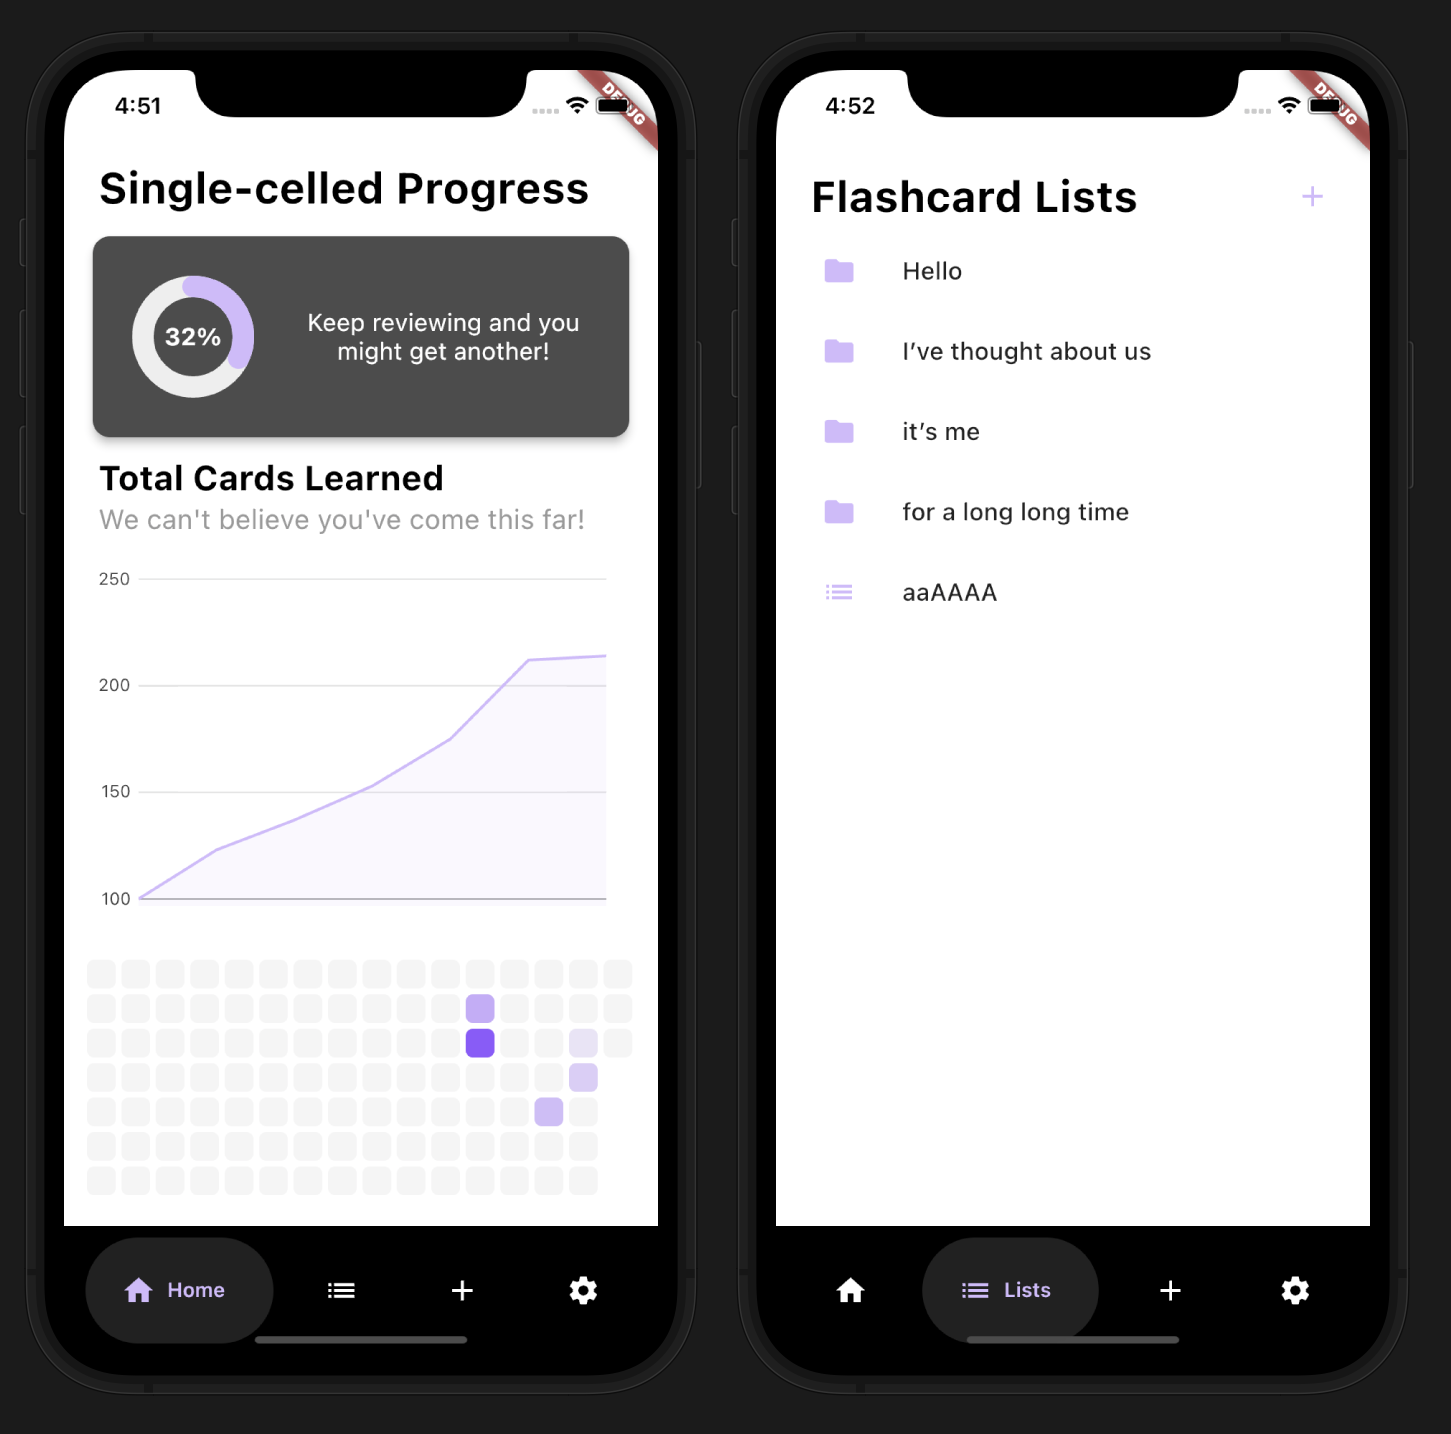 4:51
DEBUG
Single-celled Progress
32%
Keep reviewing and you
might get another!
Total Cards Learned
We can't believe you've come this far!
250
200
150
100
Home
4:52
DEBUG
Flashcard Lists
Hello
I’ve thought about us
it’s me
for a long long time
aaAAAA
Lists